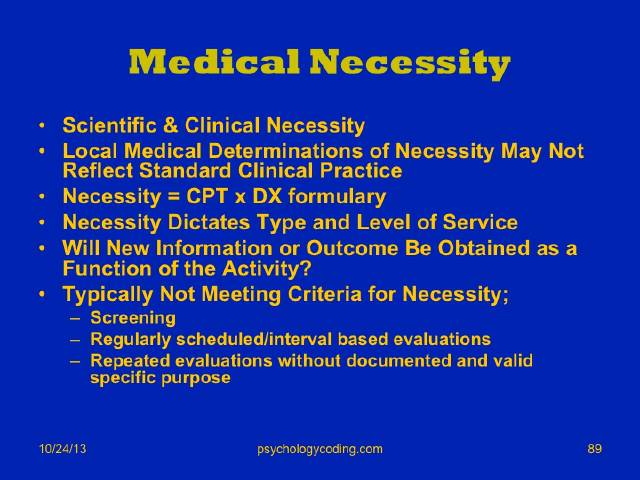 Medical Necessity
• Scientific & Clinical Necessity
• Local Medical Determinations of Necessity May Not
Reflect Standard Clinical Practice
• Necessity = CPT x DX formulary
• Necessity Dictates Type and Level of Service
• Will New Information or Outcome Be Obtained as a
Function of the Activity?
• Typically Not Meeting Criteria for Necessity;
– Screening
– Regularly scheduled/interval based evaluations
– Repeated evaluations without documented and valid
specific purpose
10/24/13 psychologycoding.com 89